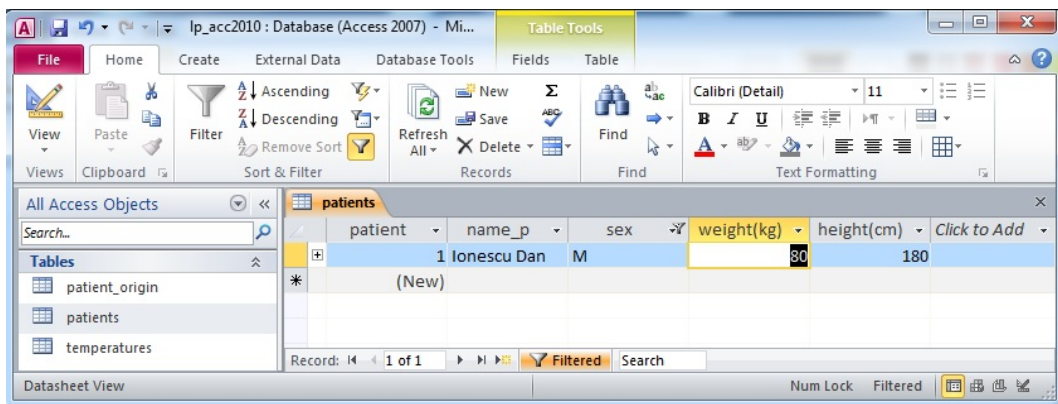 A lp_acc2010 : Database (Access 2007) - Mi... Table Tools
File Home Create External Data Database Tools Fields Table
View Paste Filter Ascending Descending Remove Sort Refresh All New Save Delete Σ ABC Find ab ac Calibri (Detail) 11
B I U
A ab
Views Clipboard Sort & Filter Records Find Text Formatting
All Access Objects
Search...
Tables
patient_origin
patients
temperatures
patients
patient name_p sex weight(kg) height(cm) Click to Add
1 Ionescu Dan M 80 180
(New)
Record: 1 of 1 Filtered Search
Datasheet View Num Lock Filtered